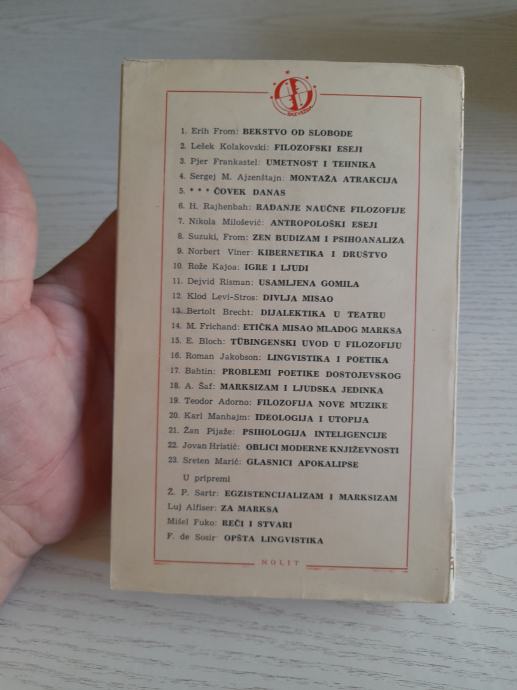 SAZVEŽĐA
1. Erih From: BEKSTVO OD SLOBODE
2. Lešek Kolakovski: FILOZOFSKI ESEJI
3. Pjer Frankastel: UMETNOST I TEHNIKA
4. Sergej M. Ajzenštajn: MONTAŽA ATRAKCIJA
5. * * * ČOVEK DANAS
6. H. Rajhenbah: RAĐANJE NAUČNE FILOZOFIJE
7. Nikola Milošević: ANTROPOLOŠKI ESEJI
8. Suzuki, From: ZEN BUDIZAM I PSIHOANALIZA
9. Norbert Viner: KIBERNETIKA I DRUŠTVO
10. Rože Kajoa: IGRE I LJUDI
11. Dejvid Risman: USAMLJENA GOMILA
12. Klod Levi-Stros: DIVLJA MISAO
13. Bertolt Breht: DIJALEKTIKA U TEATRU
14. M. Frichand: ETIČKA MISAO MLADOG MARKSA
15. E. Bloch: TÜBINGENSKI UVOD U FILOZOFIJU
16. Roman Jakobson: LINGVISTIKA I POETIKA
17. Bahtin: PROBLEMI POETIKE DOSTOJEVSKOG
18. A. Šaf: MARKSIZAM I LJUDSKA JEDINKA
19. Teodor Adorno: FILOZOFIJA NOVE MUZIKE
20. Karl Manhajm: IDEOLOGIJA I UTOPIJA
21. Žan Pijaže: PSIHOLOGIJA INTELIGENCIJE
22. Jovan Hristić: OBLICI MODERNE KNJIŽEVNOSTI
23. Sreten Marić: GLASNICI APOKALIPSE
U pripremi
Ž. P. Sartr: EGZISTENCIJALIZAM I MARKSIZAM
Luj Altiser: ZA MARKSA
Mišel Fuko: REČI I STVARI
F. de Sosir: OPŠTA LINGVISTIKA
NOLIT